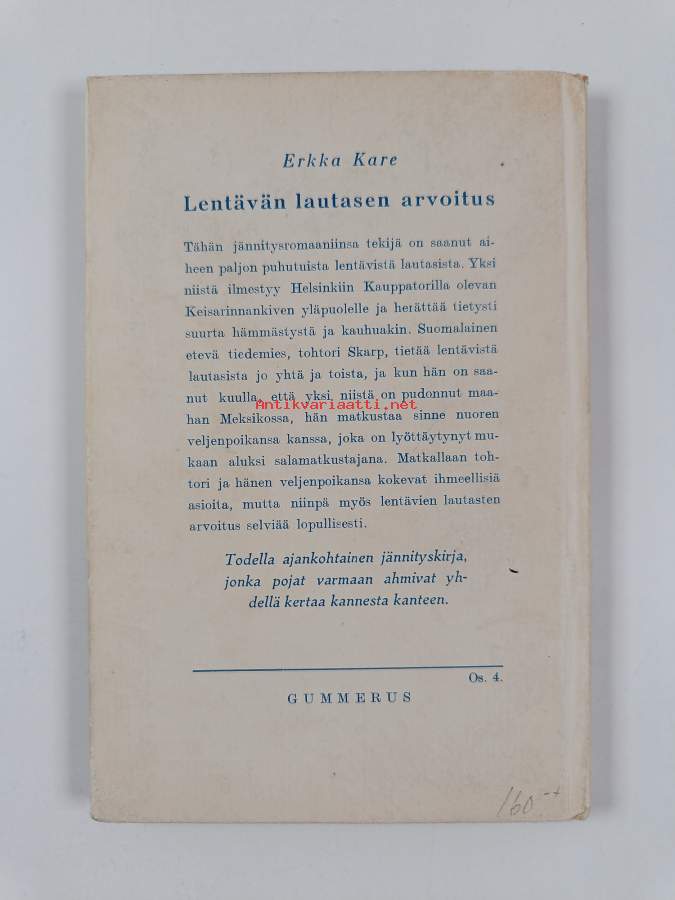 Erkka Kare
Lentävän lautasen arvoitus
Tähän jännitysromaaniinsa tekijä on saanut ai-
heen paljon puhutuista lentävistä lautasista. Yksi
niistä ilmestyy Helsinkiin Kauppatorilla olevan
Keisarinnankiven yläpuolelle ja herättää tietysti
suurta hämmästystä ja kauhuakin. Suomalainen
etevä tiedemies, tohtori Skarp, tietää lentävistä
lautasista jo yhtä ja toista, ja kun hän on saa-
nut kuulla, että yksi niistä on pudonnut maa-
Antikvariaatti.net
han Meksikossa, hän matkustaa sinne nuoren
veljenpoikansa kanssa, joka on lyöttäytynyt mu-
kaan aluksi salamatkustajana. Matkallaan toh-
tori ja hänen veljenpoikansa kokevat ihmeellisiä
asioita, mutta niinpä myös lentävien lautasten
arvoitus selviää lopullisesti.
Todella ajankohtainen jännityskirja,
jonka pojat varmaan ahmivat yh-
dellä kertaa kannesta kanteen.
Os. 4.
GUMMERUS
160-+